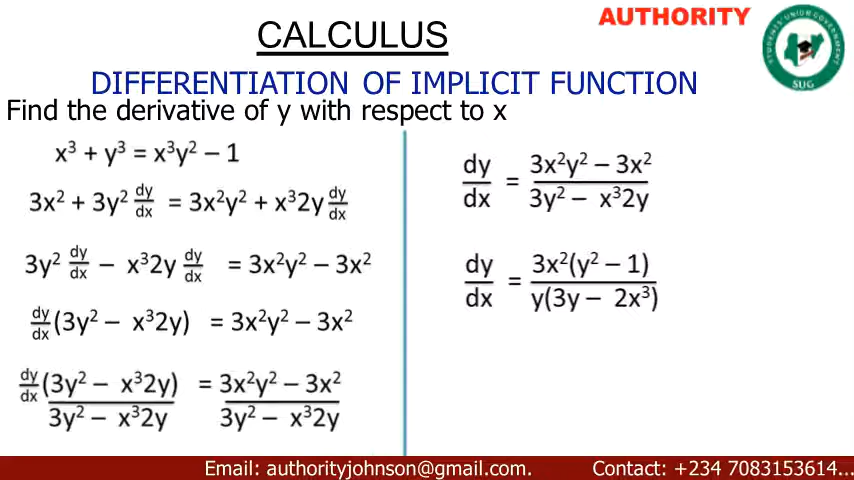 AUTHORITY
CALCULUS
STUDENTS' UNION GOVERNMENT
SUG
DIFFERENTIATION OF IMPLICIT FUNCTION
Find the derivative of y with respect to x
x³ + y³ = x³y² – 1
3x² + 3y² dy/dx = 3x²y² + x³2y dy/dx
3y² dy/dx – x³2y dy/dx = 3x²y² – 3x²
dy/dx (3y² – x³2y) = 3x²y² – 3x²
dy/dx (3y² – x³2y) / 3y² – x³2y = 3x²y² – 3x² / 3y² – x³2y
dy/dx = 3x²y² – 3x² / 3y² – x³2y
dy/dx = 3x²(y² – 1) / y(3y – 2x³)
Email: authorityjohnson@gmail.com. Contact: +234 7083153614...